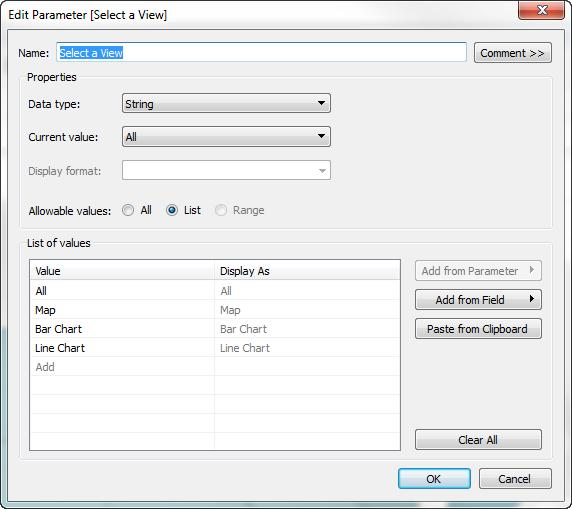 Edit Parameter [Select a View]
Name: Select a View Comment >>
Properties
Data type: String
Current value: All
Display format:
Allowable values: All List Range
List of values
Value Display As
All All
Map Map
Bar Chart Bar Chart
Line Chart Line Chart
Add
Add from Parameter
Add from Field
Paste from Clipboard
Clear All
OK Cancel